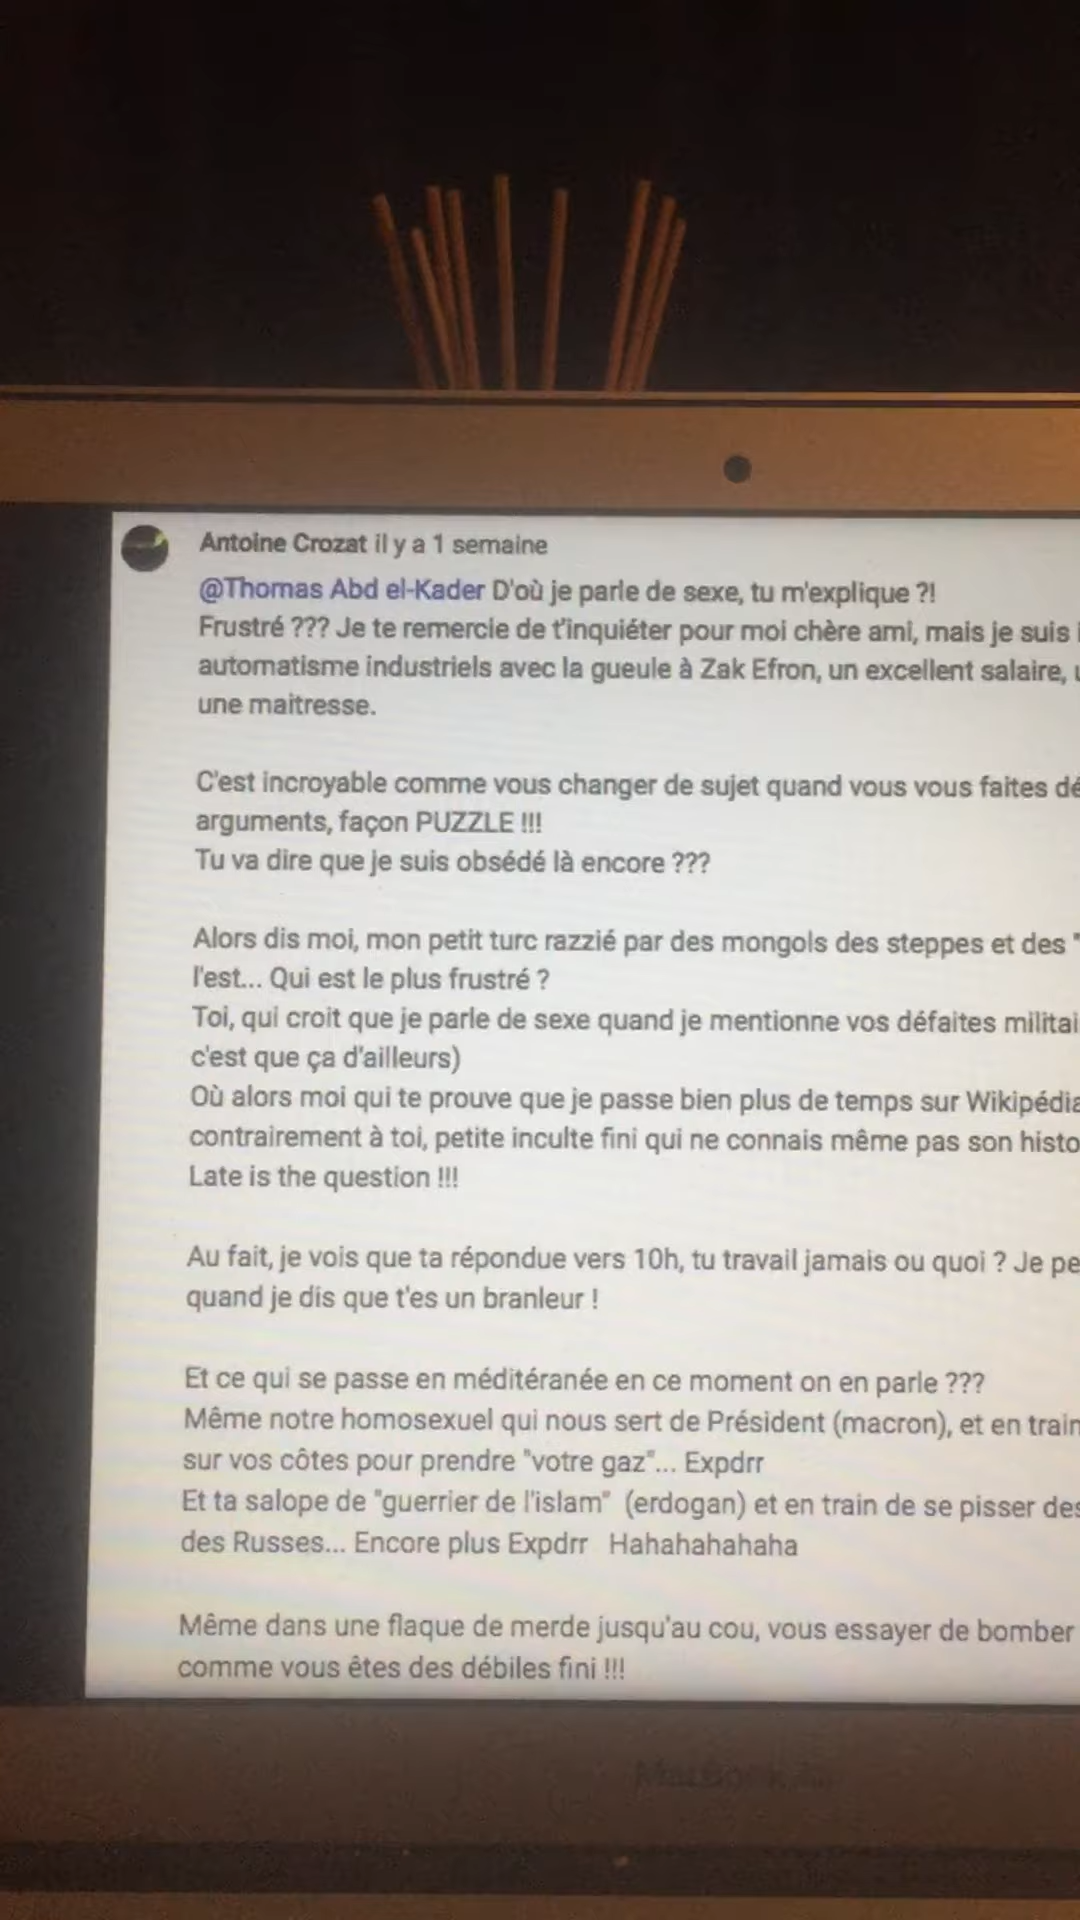 Antoine Crozat il y a 1 semaine
@Thomas Abd el-Kader D'où je parle de sexe, tu m'explique ?!
Frustré ??? Je te remercie de t'inquiéter pour moi chère ami, mais je suis
automatisme industriels avec la gueule à Zak Efron, un excellent salaire,
une maitresse.
C'est incroyable comme vous changer de sujet quand vous vous faites dé
arguments, façon PUZZLE !!!
Tu va dire que je suis obsédé là encore ???
Alors dis moi, mon petit turc razzié par des mongols des steppes et des "
l'est... Qui est le plus frustré ?
Toi, qui croit que je parle de sexe quand je mentionne vos défaites militai
c'est que ça d'ailleurs)
Où alors moi qui te prouve que je passe bien plus de temps sur Wikipédia
contrairement à toi, petite inculte fini qui ne connais même pas son histo
Late is the question !!!
Au fait, je vois que ta répondue vers 10h, tu travail jamais ou quoi ? Je pe
quand je dis que t'es un branleur !
Et ce qui se passe en méditéranée en ce moment on en parle ???
Même notre homosexuel qui nous sert de Président (macron), et en train
sur vos côtes pour prendre "votre gaz"... Expdrr
Et ta salope de "guerrier de l'islam" (erdogan) et en train de se pisser des
des Russes... Encore plus Expdrr Hahahahahaha
Même dans une flaque de merde jusqu'au cou, vous essayer de bomber
comme vous êtes des débiles fini !!!
MacBook Air